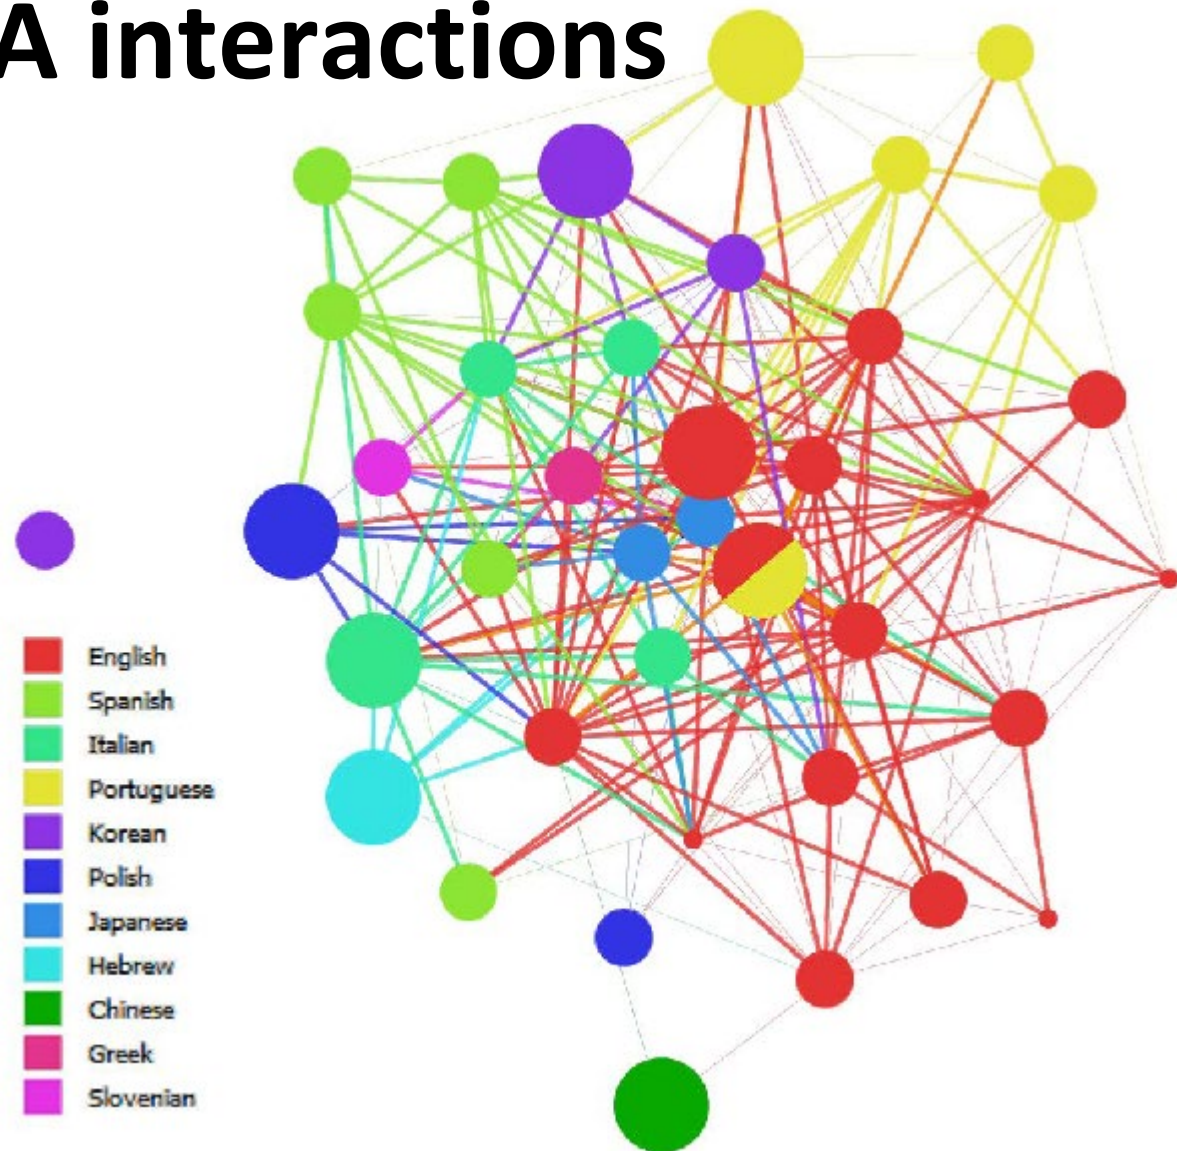 A interactions
English
Spanish
Italian
Portuguese
Korean
Polish
Japanese
Hebrew
Chinese
Greek
Slovenian